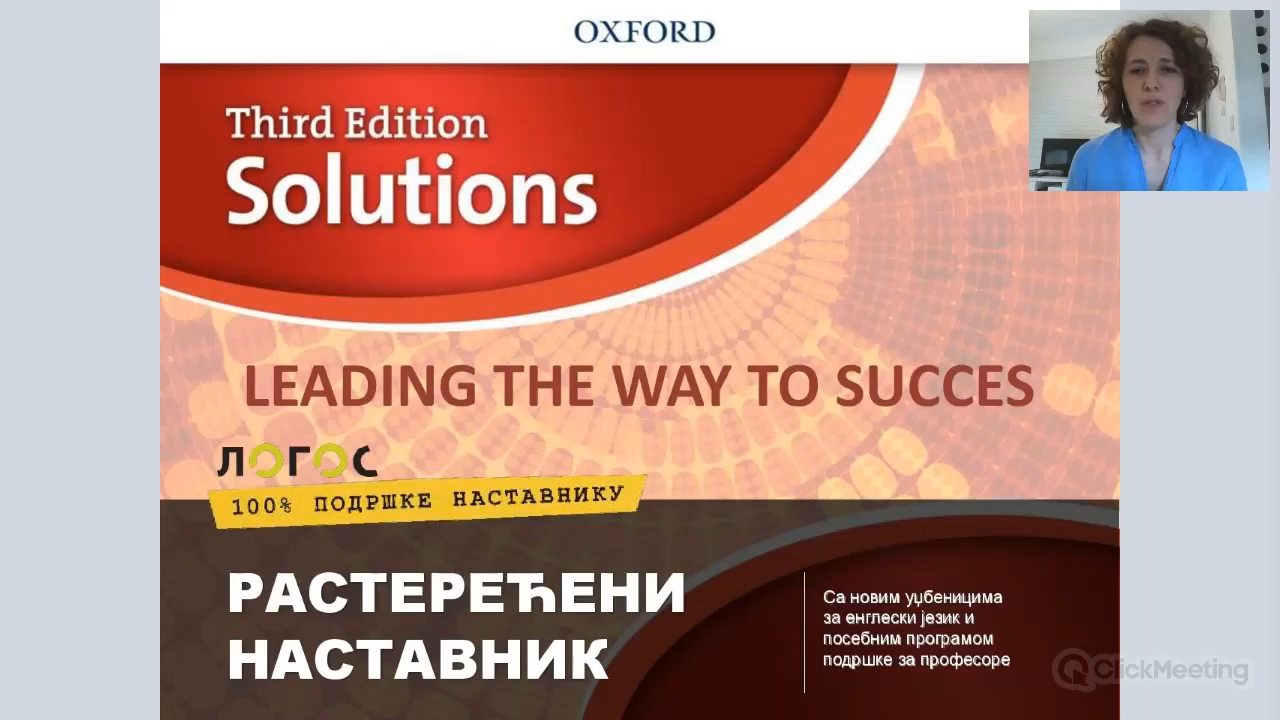 OXFORD
Third Edition
Solutions
LEADING THE WAY TO SUCCES
ЛОГОС
100% ПОДРШКЕ НАСТАВНИКУ
РАСТЕРЕЋЕНИ
НАСТАВНИК
Са новим уџбеницима
за енглески језик и
посебним програмом
подршке за професоре
ClickMeeting